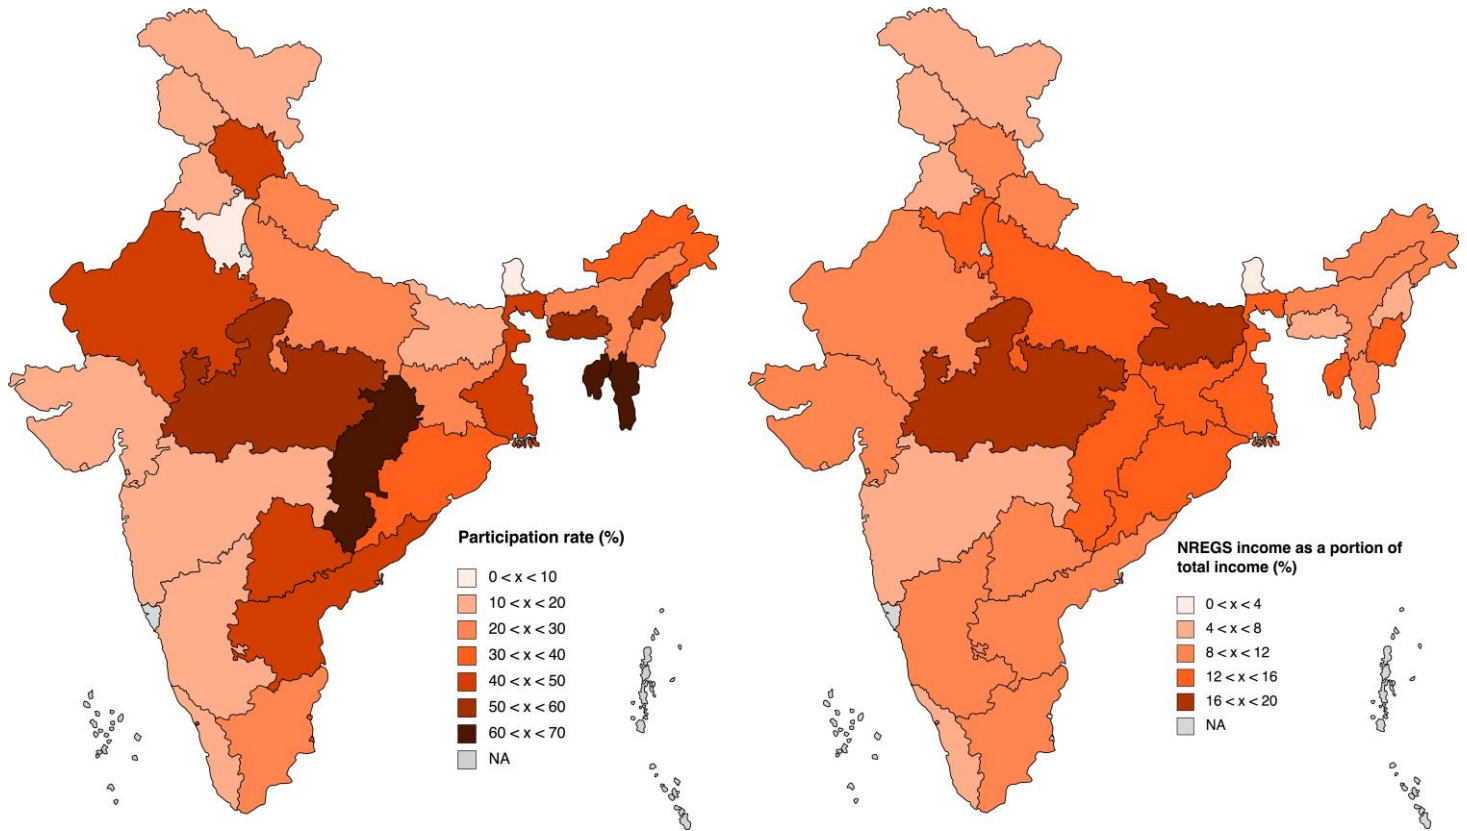 Participation rate (%)
0 < x < 10
10 < x < 20
20 < x < 30
30 < x < 40
40 < x < 50
50 < x < 60
60 < x < 70
NA
NREGS income as a portion of
total income (%)
0 < x < 4
4 < x < 8
8 < x < 12
12 < x < 16
16 < x < 20
NA